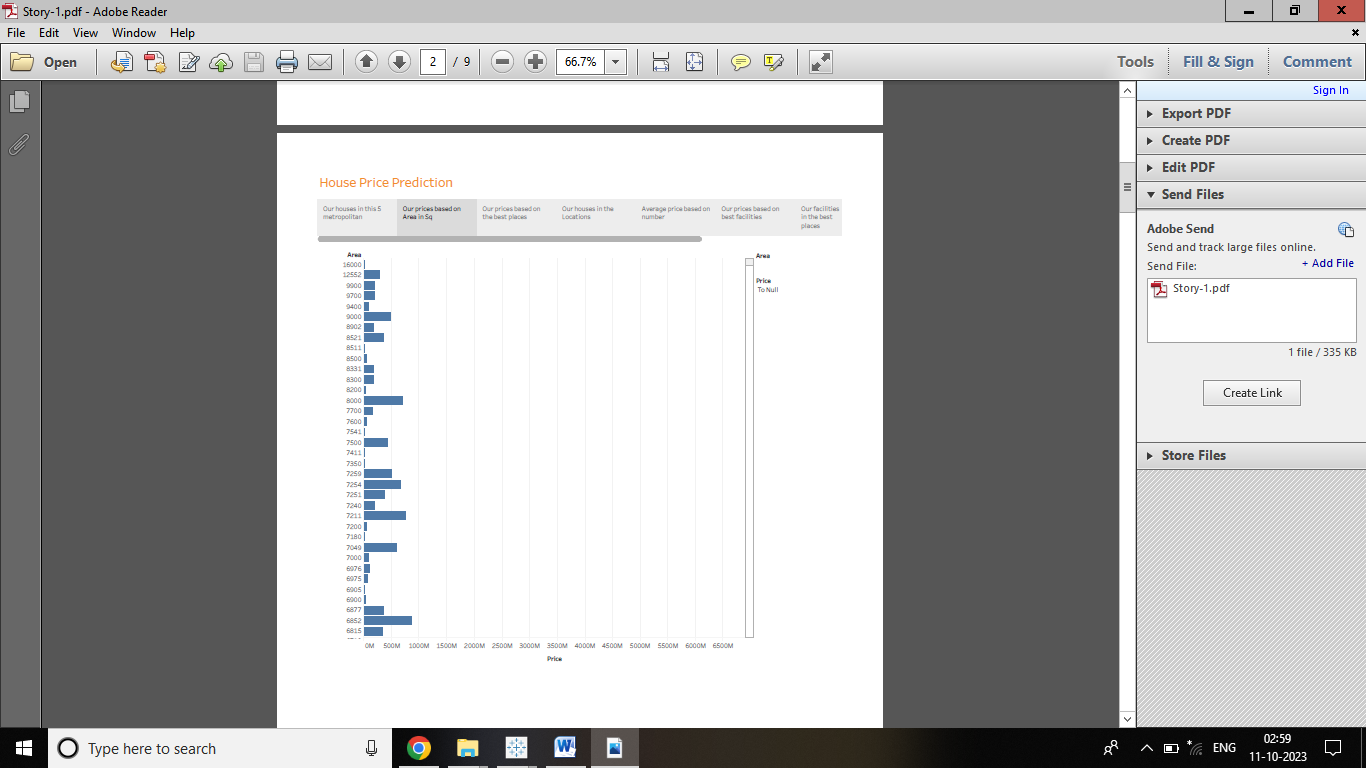 Story-1.pdf - Adobe Reader
File Edit View Window Help
Open 2 / 9 66.7% Tools Fill & Sign Comment
Sign In
Export PDF
Create PDF
Edit PDF
Send Files
Adobe Send
Send and track large files online.
Send File: + Add File
Story-1.pdf
1 file / 335 KB
Create Link
Store Files
House Price Prediction
Our houses in this 5
metropolitan
Our prices based on
Area in Sq
Our prices based on
the best places
Our houses in the
Locations
Average price based on
number
Our prices based on
best facilities
Our facilities
in the best
places
Area
16000
12552
9900
9700
9400
9000
8902
8521
8511
8500
8331
8300
8200
8000
7700
7600
7541
7500
7411
7350
7259
7254
7251
7240
7211
7200
7180
7049
7000
6976
6975
6905
6900
6877
6852
6815
0M 500M 1000M 1500M 2000M 2500M 3000M 3500M 4000M 4500M 5000M 5500M 6000M 6500M
Price
Area
Price
To Null
Type here to search
ENG
02:59
11-10-2023